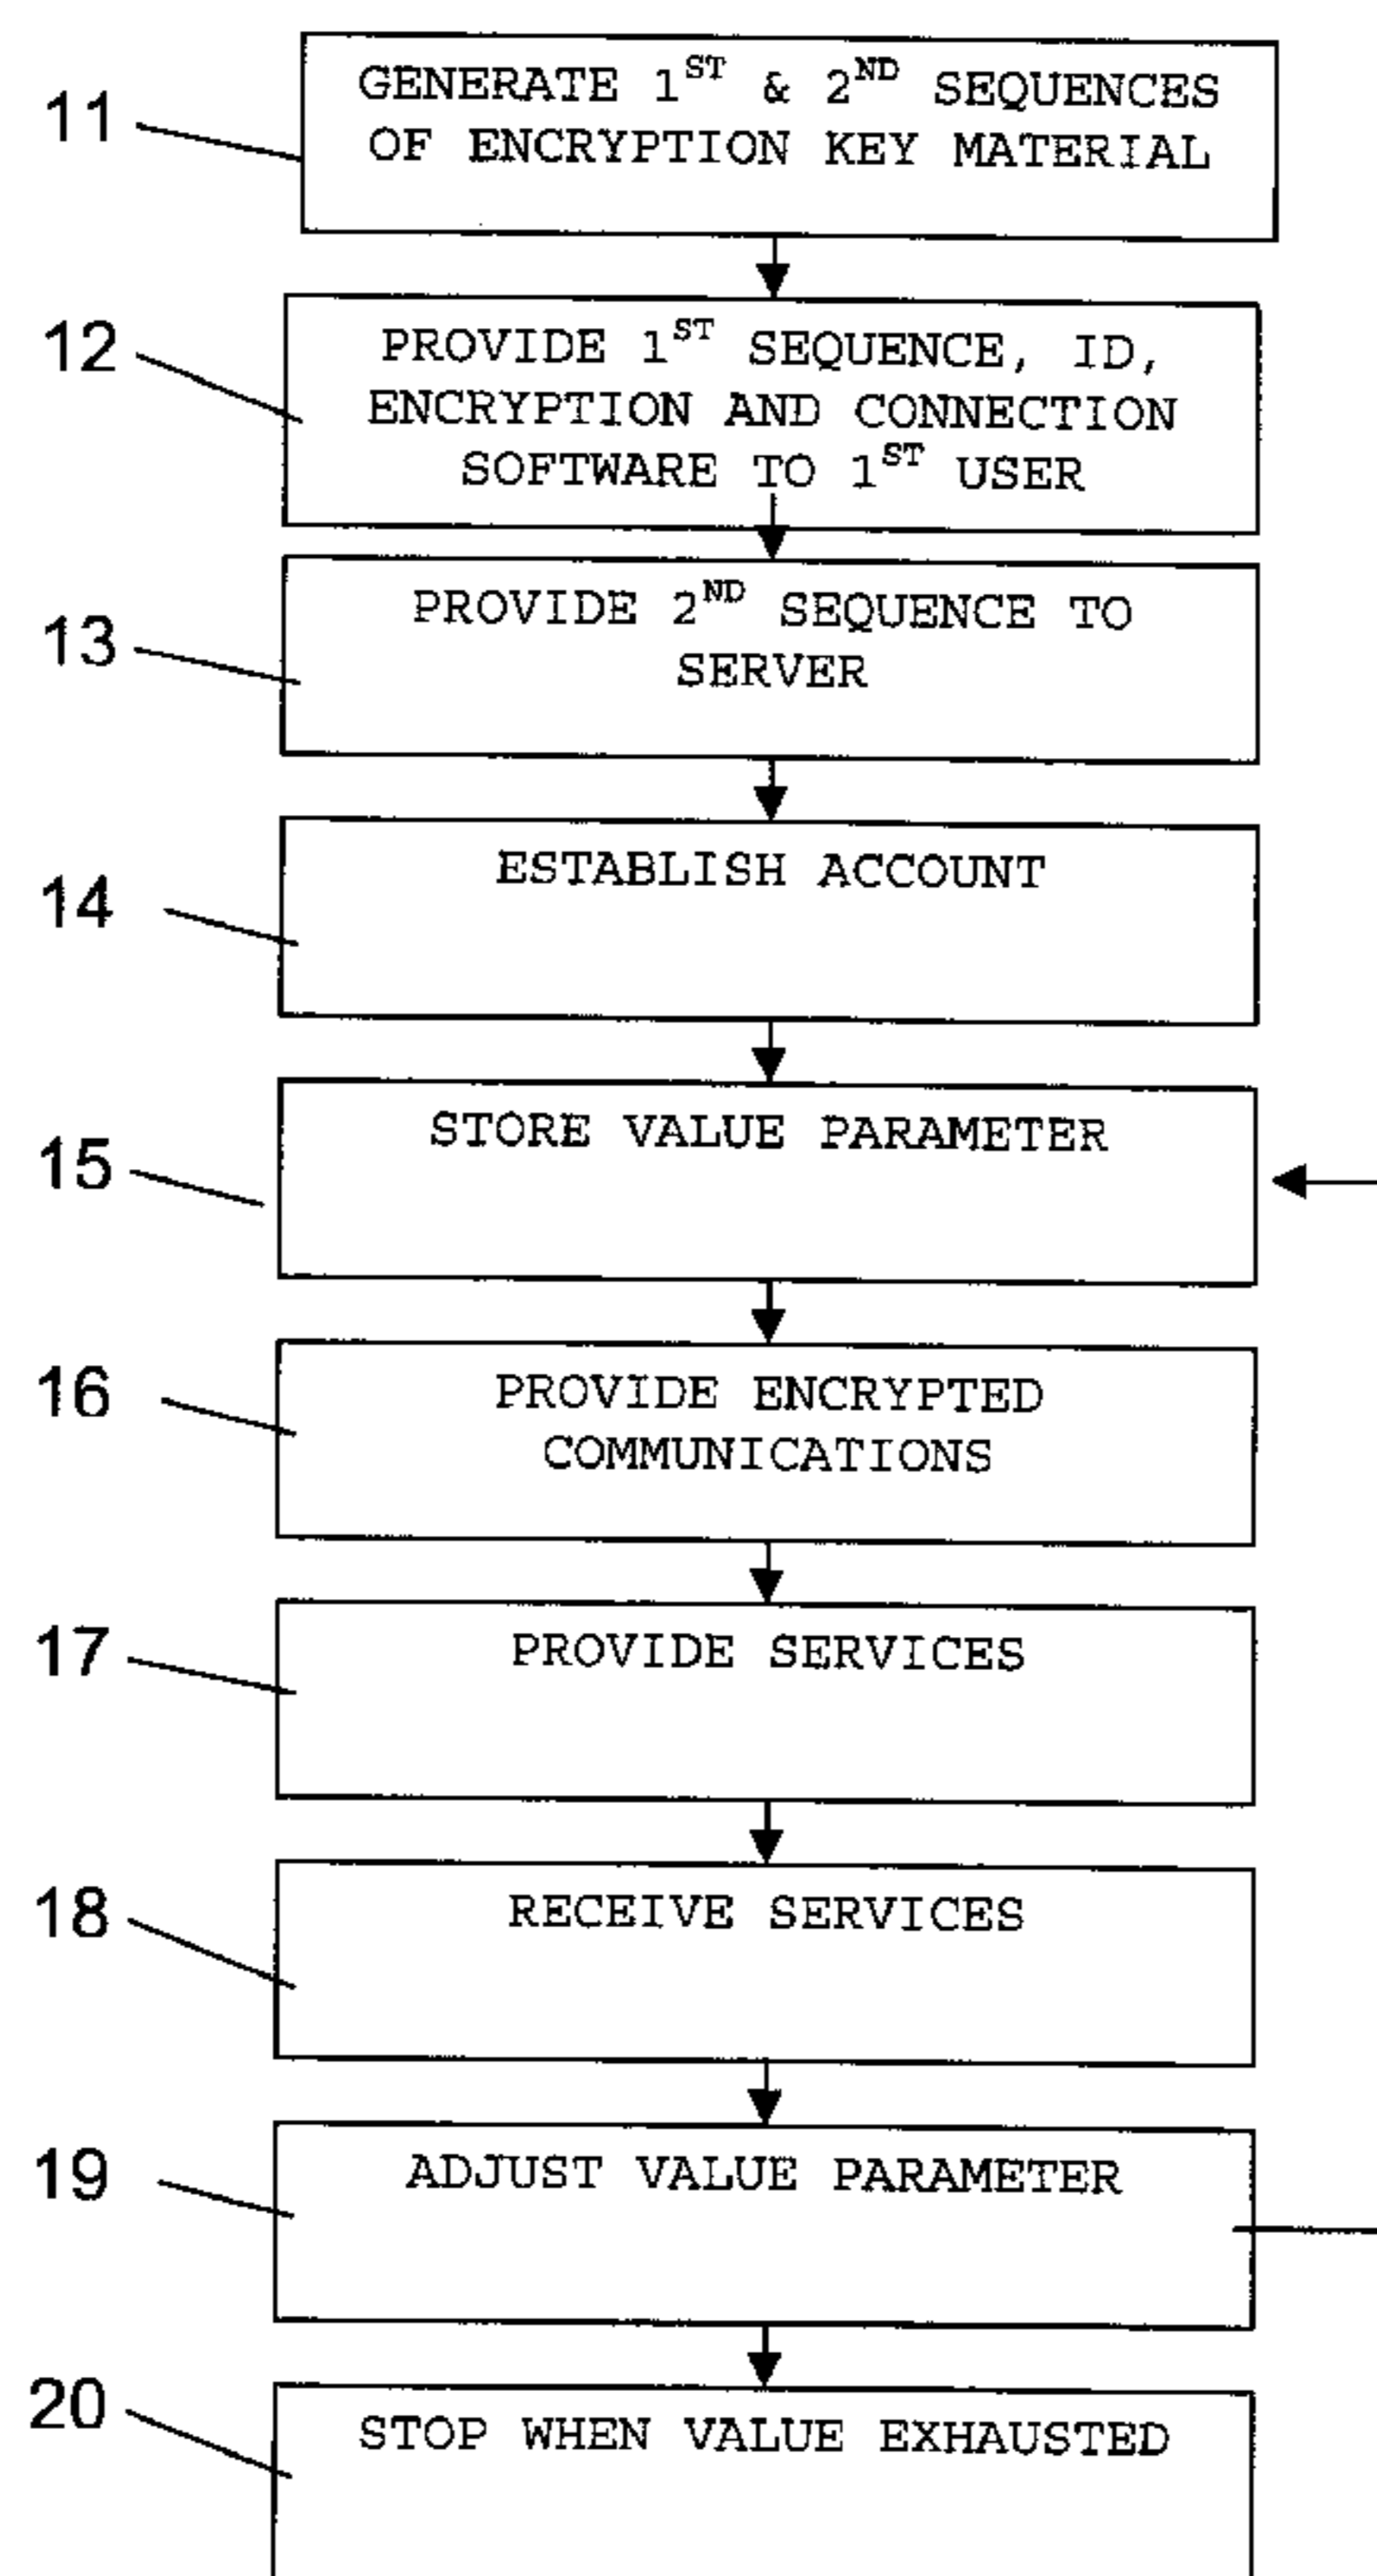 11
GENERATE 1ST & 2ND SEQUENCES
OF ENCRYPTION KEY MATERIAL
12
PROVIDE 1ST SEQUENCE, ID,
ENCRYPTION AND CONNECTION
SOFTWARE TO 1ST USER
13
PROVIDE 2ND SEQUENCE TO
SERVER
14
ESTABLISH ACCOUNT
15
STORE VALUE PARAMETER
16
PROVIDE ENCRYPTED
COMMUNICATIONS
17
PROVIDE SERVICES
18
RECEIVE SERVICES
19
ADJUST VALUE PARAMETER
20
STOP WHEN VALUE EXHAUSTED